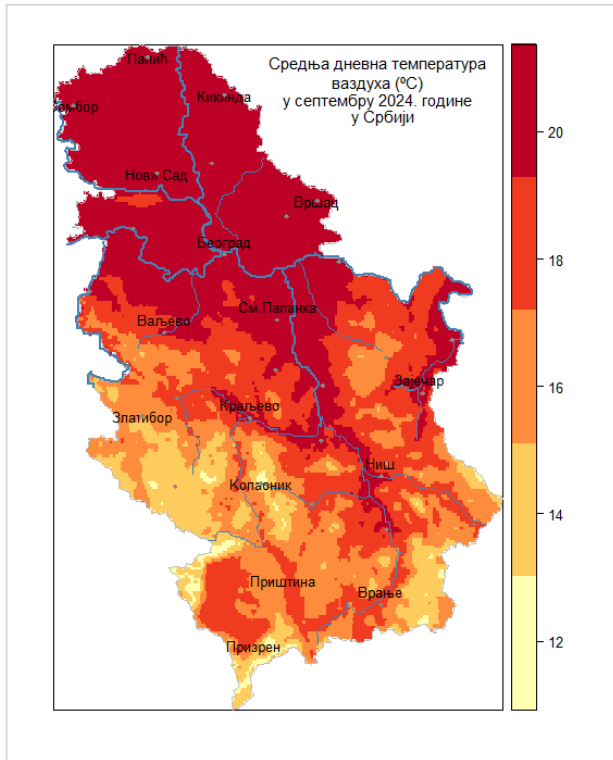 Средња дневна температура
ваздуха (ºC)
у септембру 2024. године
у Србији
Палић
Кикинда
Сомбор
Нови Сад
Вршац
Београд
См.Паланка
Ваљево
Зајечар
Краљево
Златибор
Ниш
Копаоник
Приштина
Врање
Призрен
20
18
16
14
12